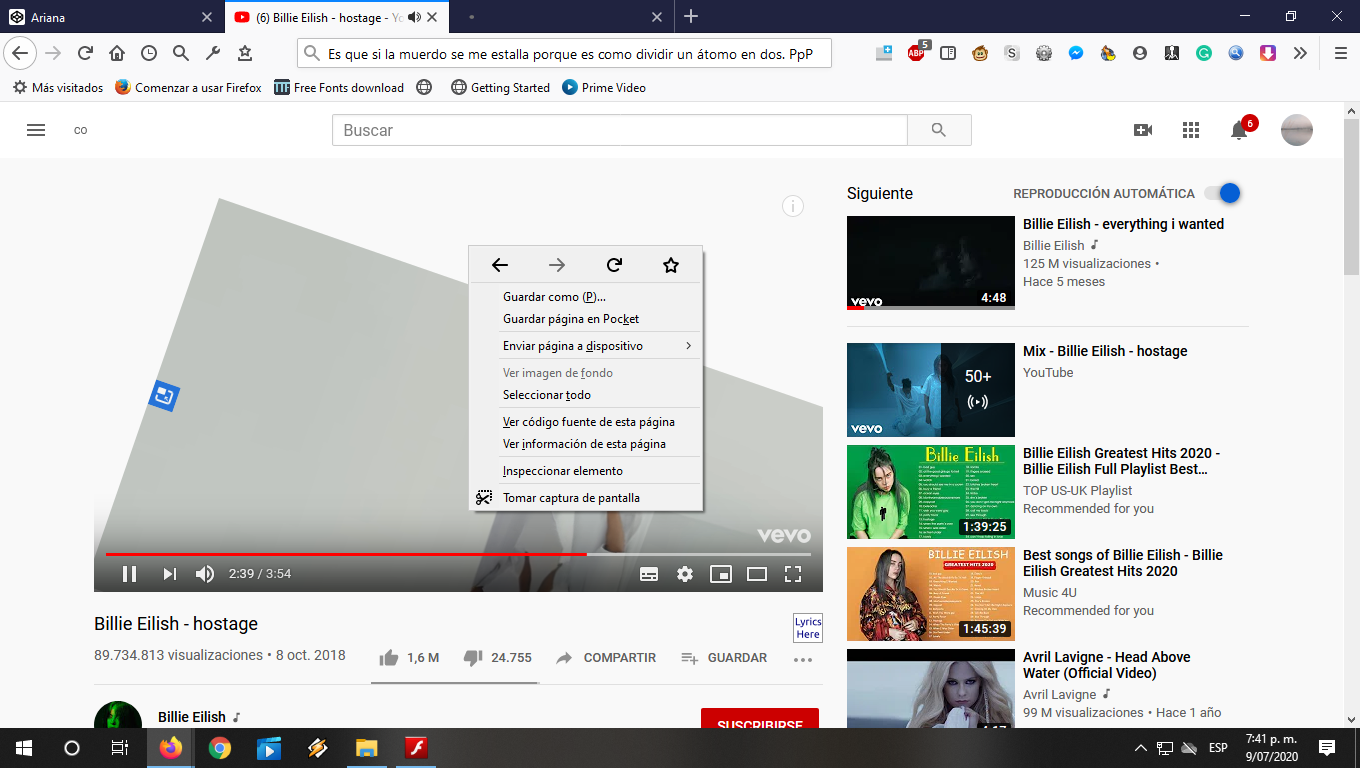 Ariana
(6) Billie Eilish - hostage - Yo
Es que si la muerdo se me estalla porque es como dividir un átomo en dos. PpP
5
ABP
S
G
Más visitados
Comenzar a usar Firefox
Free Fonts download
Getting Started
Prime Video
CO
Buscar
6
Siguiente
REPRODUCCIÓN AUTOMÁTICA
Guardar como (P)...
Guardar página en Pocket
Enviar página a dispositivo
Ver imagen de fondo
Seleccionar todo
Ver código fuente de esta página
Ver información de esta página
Inspeccionar elemento
Tomar captura de pantalla
vevo
2:39 / 3:54
Billie Eilish - hostage
Lyrics
Here
89.734.813 visualizaciones • 8 oct. 2018
1,6 M
24.755
COMPARTIR
GUARDAR
Billie Eilish
SUSCRIBIRSE
vevo
4:48
Billie Eilish - everything i wanted
Billie Eilish
125 M visualizaciones •
Hace 5 meses
50+
vevo
Mix - Billie Eilish - hostage
YouTube
Billie Eilish
1:39:25
Billie Eilish Greatest Hits 2020 -
Billie Eilish Full Playlist Best...
TOP US-UK Playlist
Recommended for you
BILLIE EILISH
GREATEST HITS 2020
1:45:39
Best songs of Billie Eilish - Billie
Eilish Greatest Hits 2020
Music 4U
Recommended for you
4:17
Avril Lavigne - Head Above
Water (Official Video)
Avril Lavigne
99 M visualizaciones • Hace 1 año
ESP
7:41 p. m.
9/07/2020